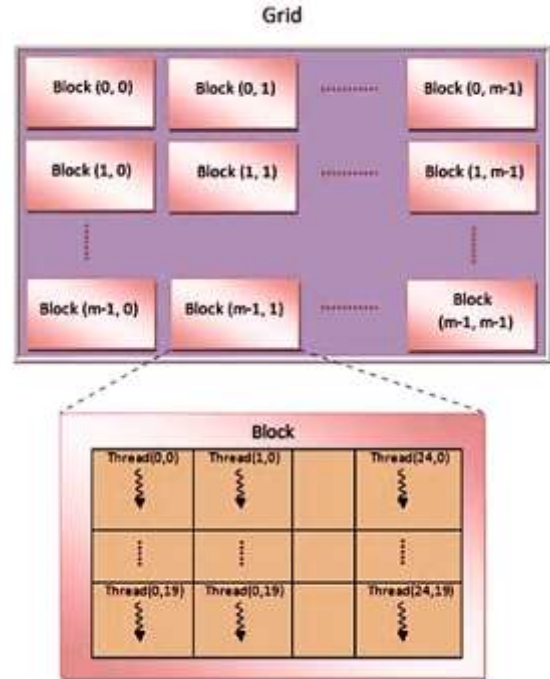 Grid
Block (0, 0) Block (0, 1) Block (0, m-1)
Block (1, 0) Block (1, 1) Block (1, m-1)
Block (m-1, 0) Block (m-1, 1) Block
(m-1, m-1)
Block
Thread(0,0) Thread(1,0) Thread(24,0)
Thread(0,19) Thread(0,19) Thread(24,19)